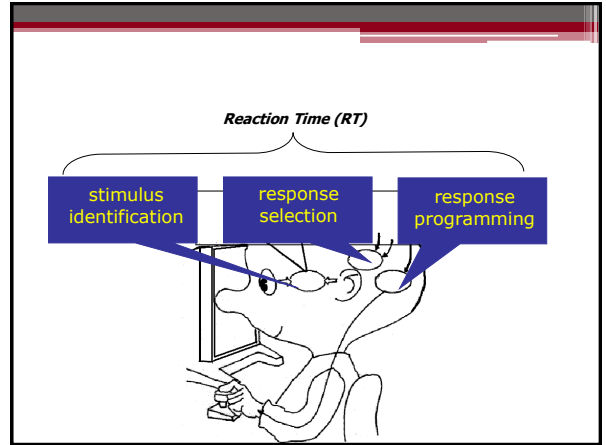 Reaction Time (RT)
stimulus
identification
response
selection
response
programming